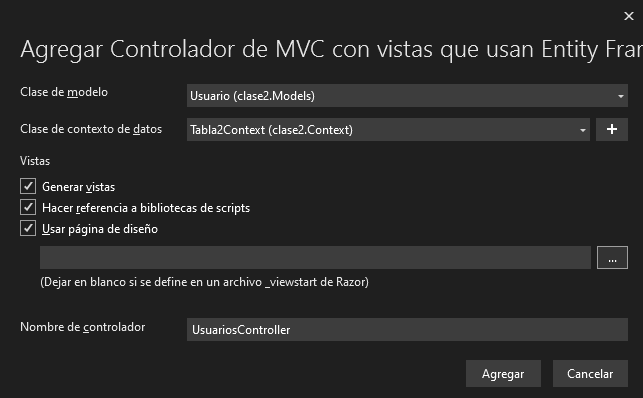 Agregar Controlador de MVC con vistas que usan Entity Fra
Clase de modelo
Usuario (clase2.Models)
Clase de contexto de datos
Tabla2Context (clase2.Context)
+
Vistas
Generar vistas
Hacer referencia a bibliotecas de scripts
Usar página de diseño
...
(Dejar en blanco si se define en un archivo _viewstart de Razor)
Nombre de controlador
UsuariosController
Agregar
Cancelar